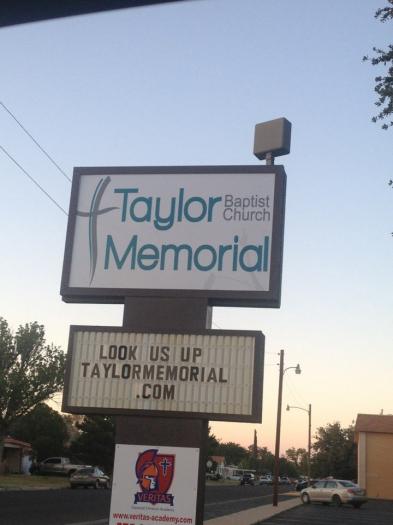 Taylor Baptist Church
Memorial
LOOK US UP
TAYLORMEMORIAL
.COM
VERITAS
www.veritas-academy.com